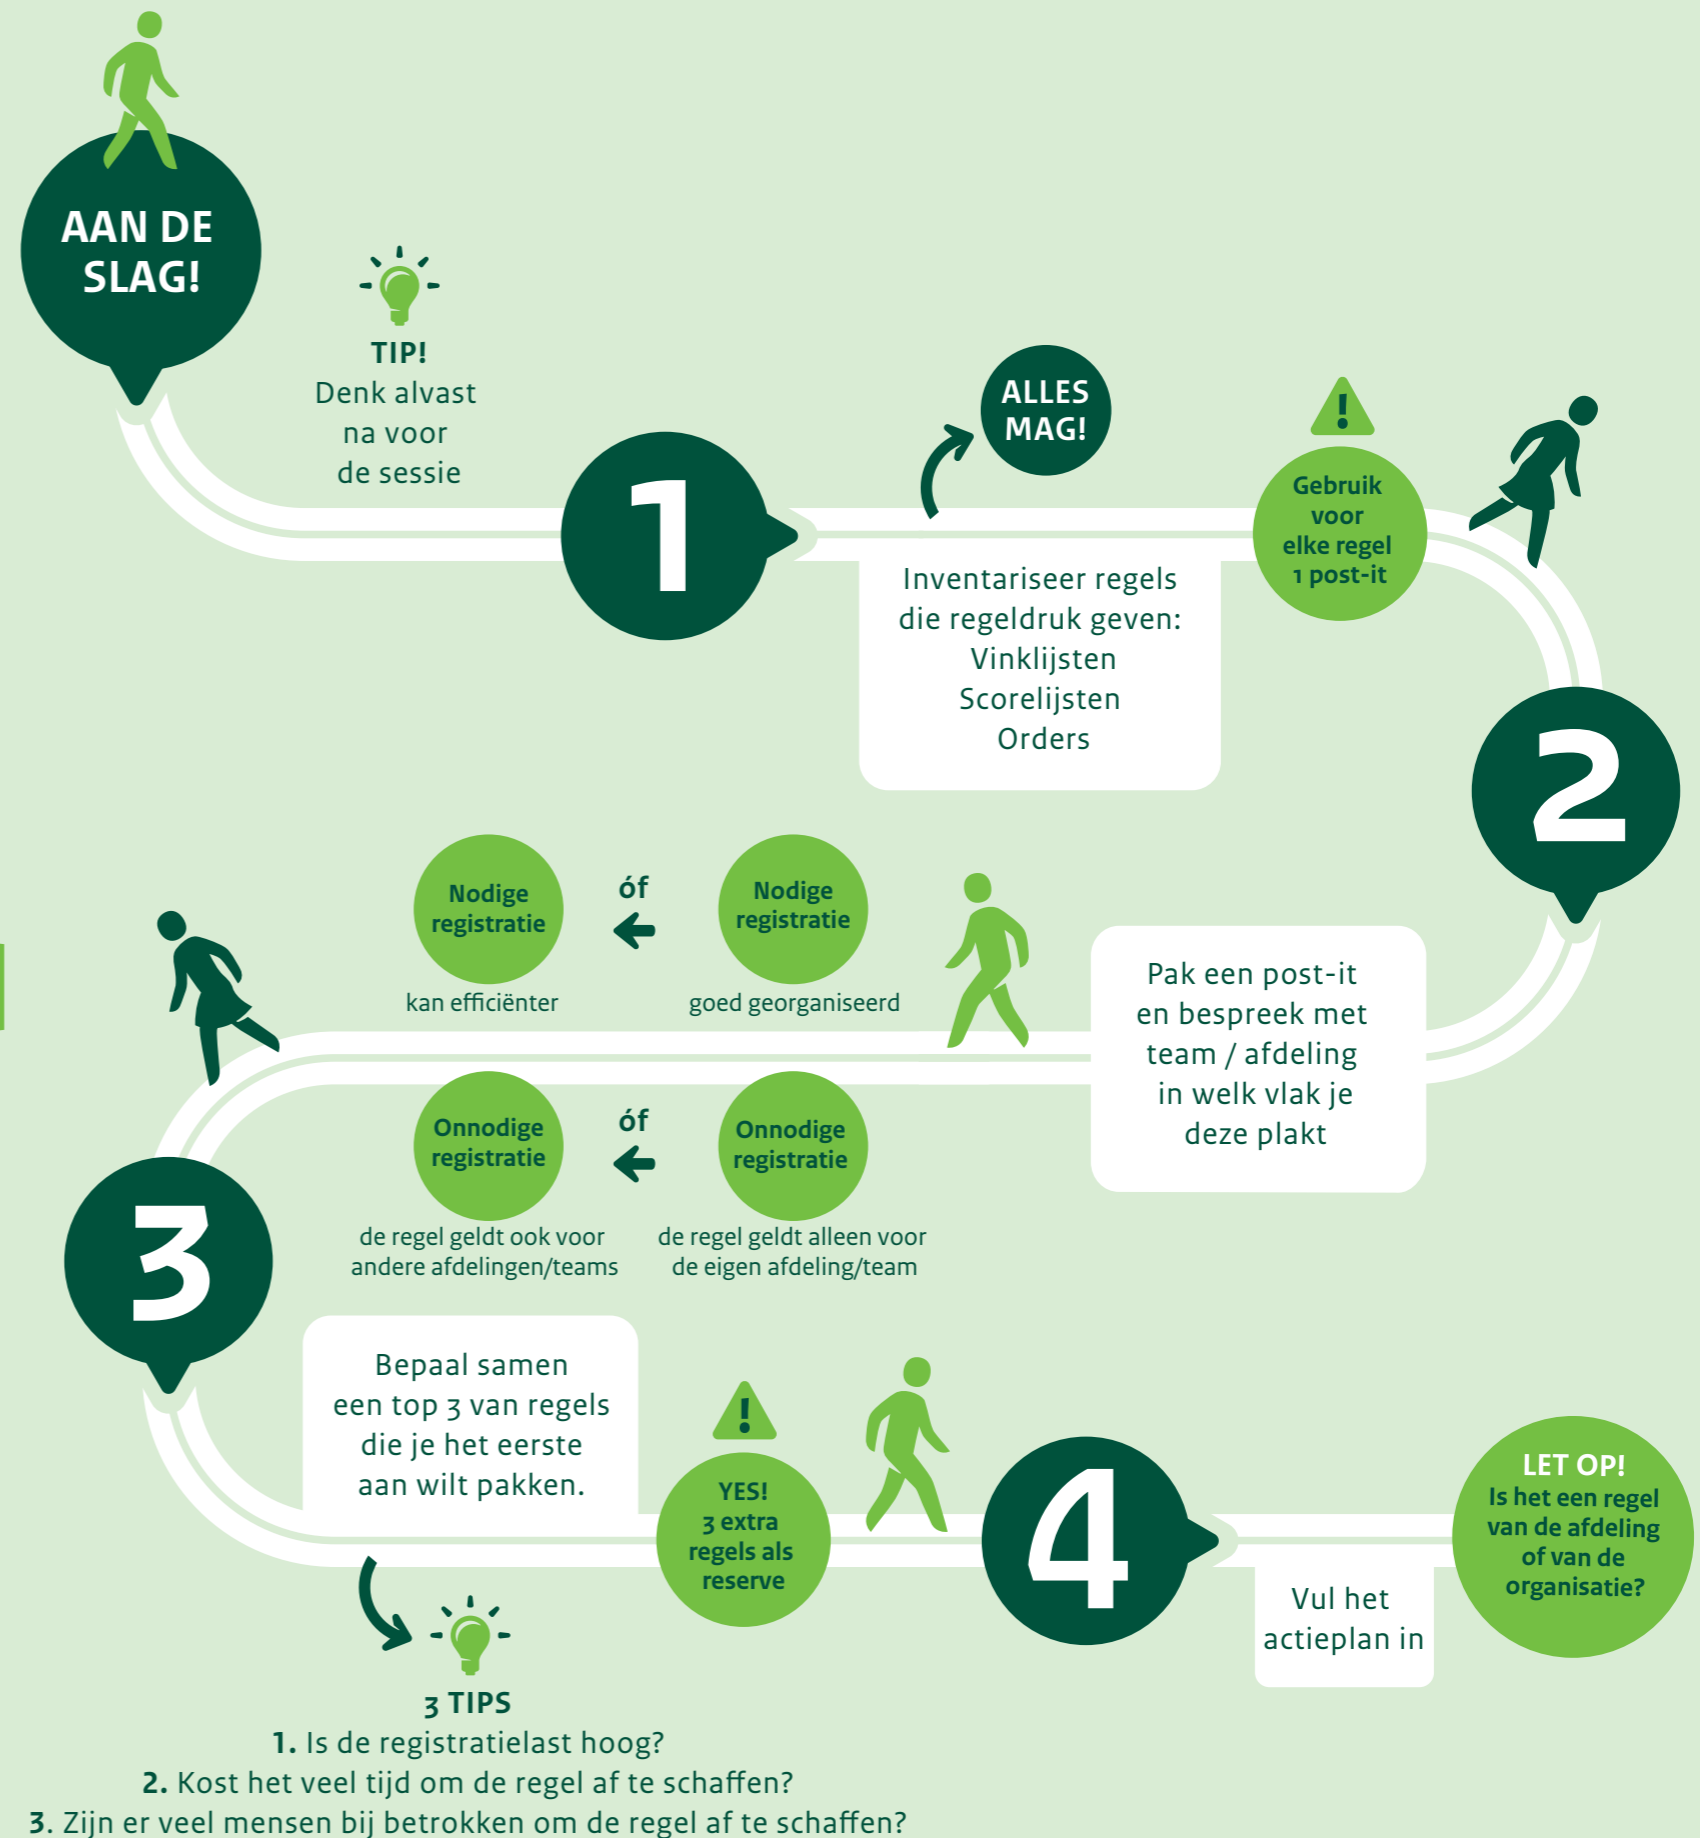 AAN DE
SLAG!
TIP!
Denk alvast
na voor
de sessie
1
ALLES
MAG!
Inventariseer regels
die regeldruk geven:
Vinklijsten
Scorelijsten
Orders
!
Gebruik
voor
elke regel
1 post-it
2
Pak een post-it
en bespreek met
team / afdeling
in welk vlak je
deze plakt
Nodige
registratie
goed georganiseerd
óf
Nodige
registratie
kan efficiënter
Onnodige
registratie
de regel geldt alleen voor
de eigen afdeling/team
óf
Onnodige
registratie
de regel geldt ook voor
andere afdelingen/teams
3
Bepaal samen
een top 3 van regels
die je het eerste
aan wilt pakken.
3 TIPS
1. Is de registratielast hoog?
2. Kost het veel tijd om de regel af te schaffen?
3. Zijn er veel mensen bij betrokken om de regel af te schaffen?
!
YES!
3 extra
regels als
reserve
4
Vul het
actieplan in
LET OP!
Is het een regel
van de afdeling
of van de
organisatie?